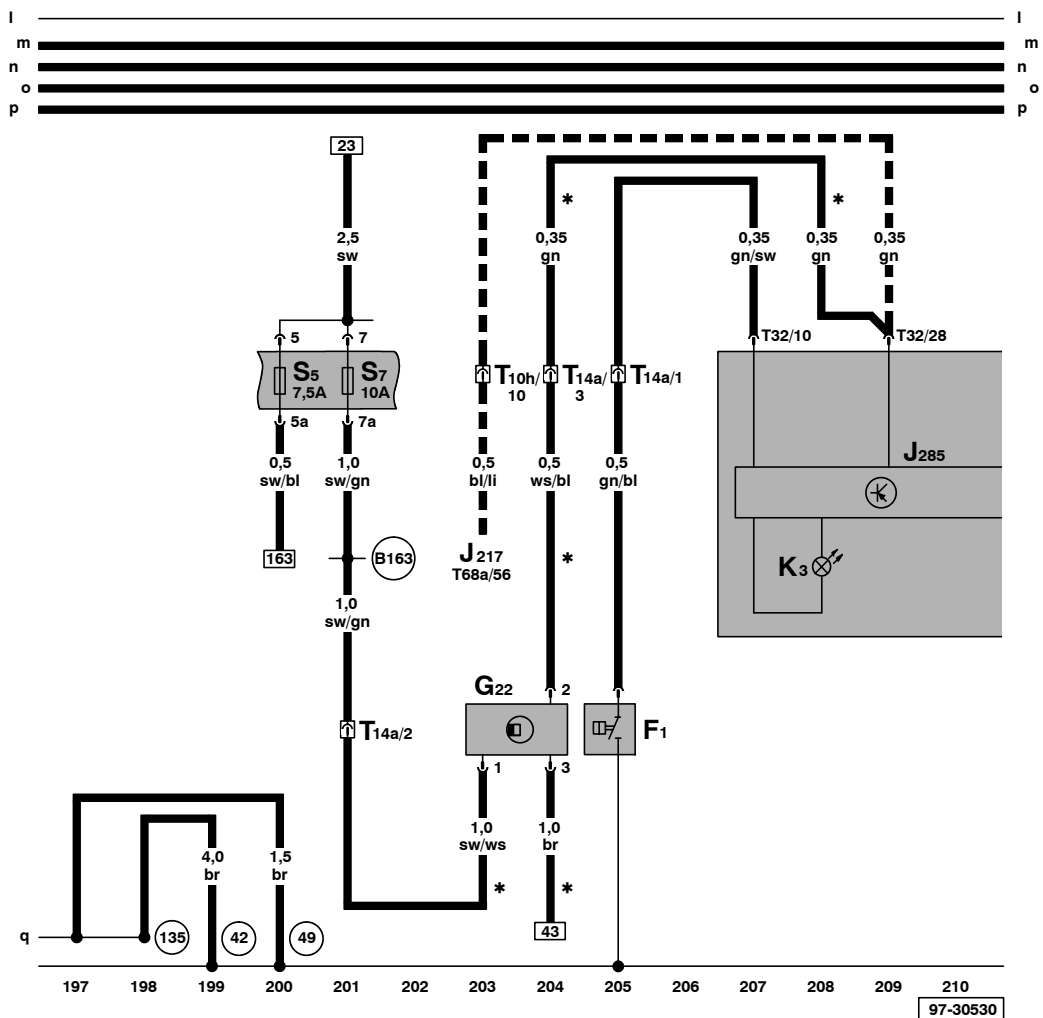 l l
m m
n n
o o
p p
23
2,5
sw
0,35
gn
0,35
gn/sw
0,35
gn
0,35
gn
*
*
5 7
T32/10 T32/28
S5
7,5A
S7
10A
T10h/
10
T14a/
3
T14a/1
5a 7a
J285
0,5
sw/bl
1,0
sw/gn
0,5
bl/li
0,5
ws/bl
0,5
gn/bl
163
B163
J217
T68a/56
*
K3
1,0
sw/gn
G22
2
F1
T14a/2
1 3
1,0
sw/ws
1,0
br
4,0
br
1,5
br
*
*
q
135
42
49
43
197 198 199 200 201 202 203 204 205 206 207 208 209 210
97-30530